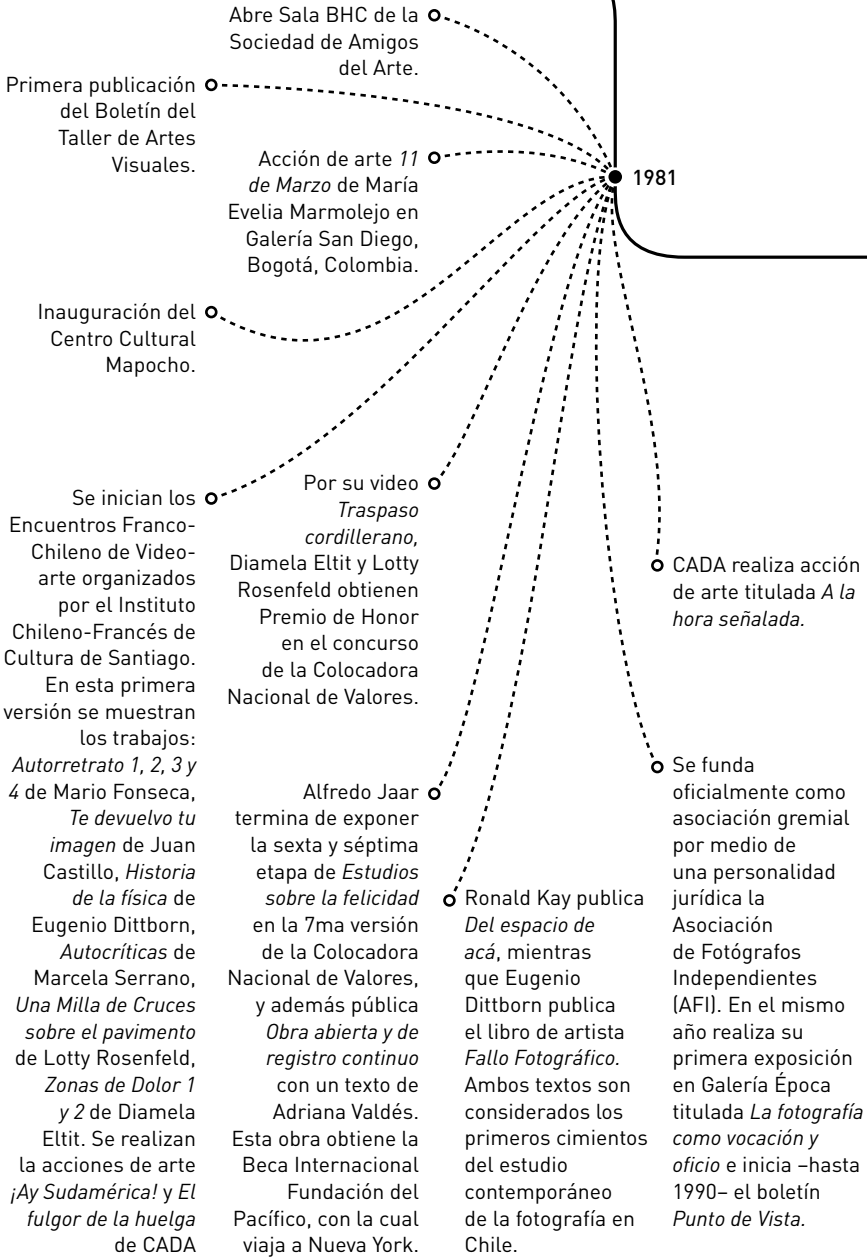 Abre Sala BHC de la
Sociedad de Amigos
del Arte.
Primera publicación
del Boletín del
Taller de Artes
Visuales.
Acción de arte 11
de Marzo de María
Evelia Marmolejo en
Galería San Diego,
Bogotá, Colombia.
1981
Inauguración del
Centro Cultural
Mapocho.
Se inician los
Encuentros Franco-
Chileno de Video-
arte organizados
por el Instituto
Chileno-Francés de
Cultura de Santiago.
En esta primera
versión se muestran
los trabajos:
Autorretrato 1, 2, 3 y
4 de Mario Fonseca,
Te devuelvo tu
imagen de Juan
Castillo, Historia
de la física de
Eugenio Dittborn,
Autocríticas de
Marcela Serrano,
Una Milla de Cruces
sobre el pavimento
de Lotty Rosenfeld,
Zonas de Dolor 1
y 2 de Diamela
Eltit. Se realizan
la acciones de arte
¡Ay Sudamérica! y El
fulgor de la huelga
de CADA
Por su video
Traspaso
cordillerano,
Diamela Eltit y Lotty
Rosenfeld obtienen
Premio de Honor
en el concurso
de la Colocadora
Nacional de Valores.
Alfredo Jaar
termina de exponer
la sexta y séptima
etapa de Estudios
sobre la felicidad
en la 7ma versión
de la Colocadora
Nacional de Valores,
y además pública
Obra abierta y de
registro continuo
con un texto de
Adriana Valdés.
Esta obra obtiene la
Beca Internacional
Fundación del
Pacífico, con la cual
viaja a Nueva York.
Ronald Kay publica
Del espacio de
acá, mientras
que Eugenio
Dittborn publica
el libro de artista
Fallo Fotográfico.
Ambos textos son
considerados los
primeros cimientos
del estudio
contemporáneo
de la fotografía en
Chile.
CADA realiza acción
de arte titulada A la
hora señalada.
Se funda
oficialmente como
asociación gremial
por medio de
una personalidad
jurídica la
Asociación
de Fotógrafos
Independientes
(AFI). En el mismo
año realiza su
primera exposición
en Galería Época
titulada La fotografía
como vocación y
oficio e inicia –hasta
1990– el boletín
Punto de Vista.